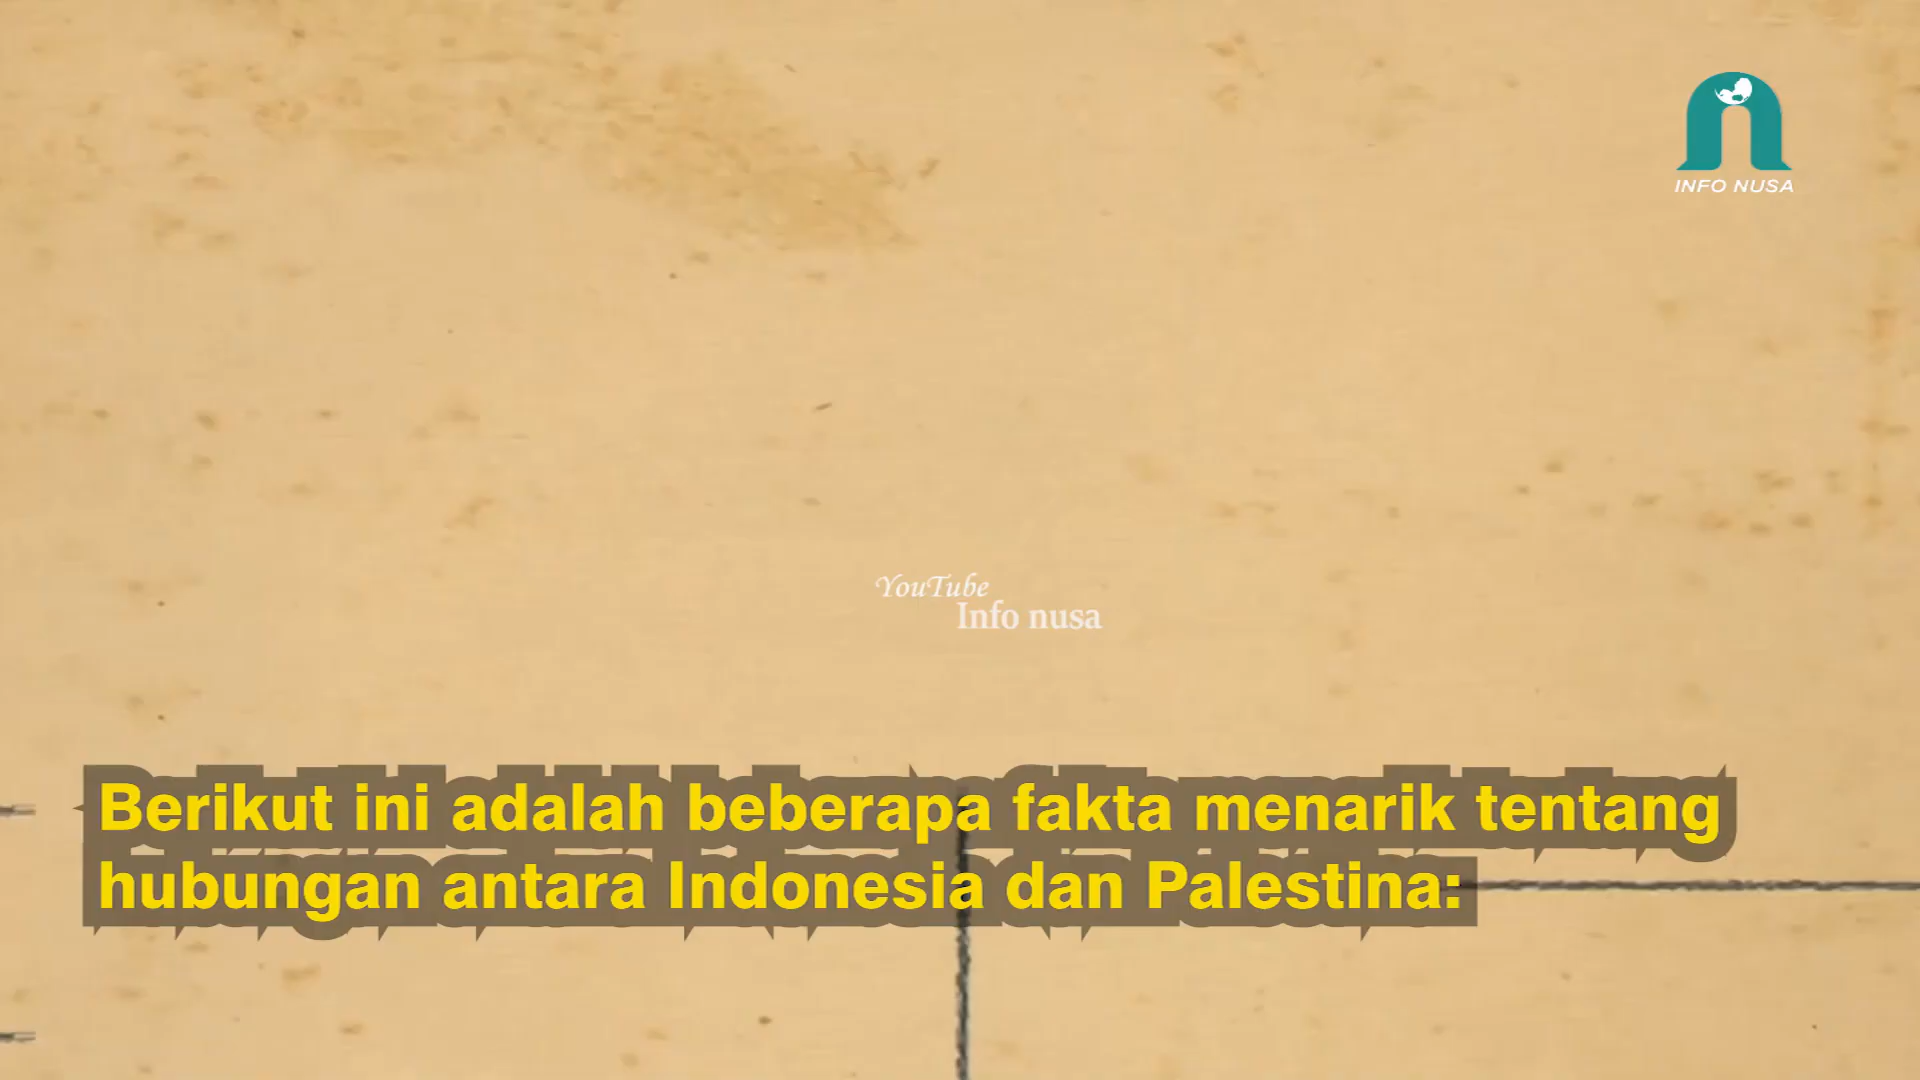 INFO NUSA
YouTube
Info nusa
Berikut ini adalah beberapa fakta menarik tentang
hubungan antara Indonesia dan Palestina: